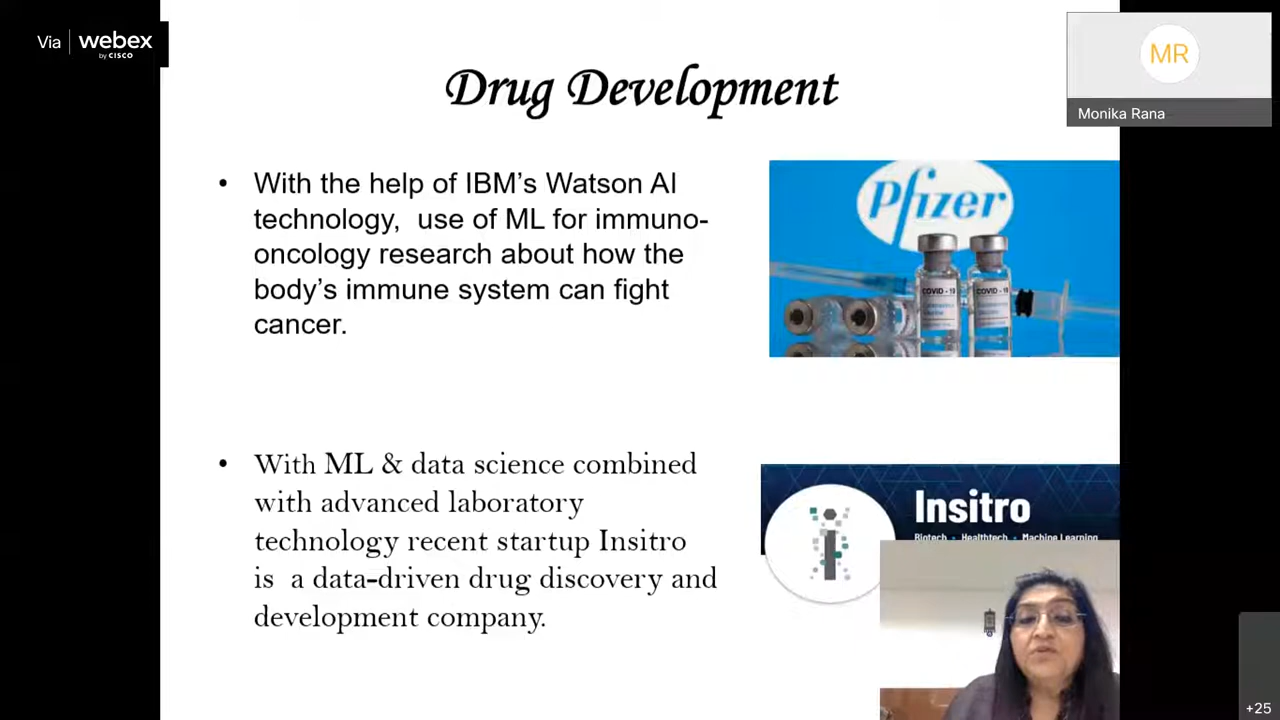 Via webex
by CISCO
MR
Monika Rana
Drug Development
• With the help of IBM's Watson AI
technology, use of ML for immuno-
oncology research about how the
body's immune system can fight
cancer.
Pfizer
COVID - 19
COVID - 19
• With ML & data science combined
with advanced laboratory
technology recent startup Insitro
is a data-driven drug discovery and
development company.
Insitro
Biotech • Healthtech • Machine Learning
+25